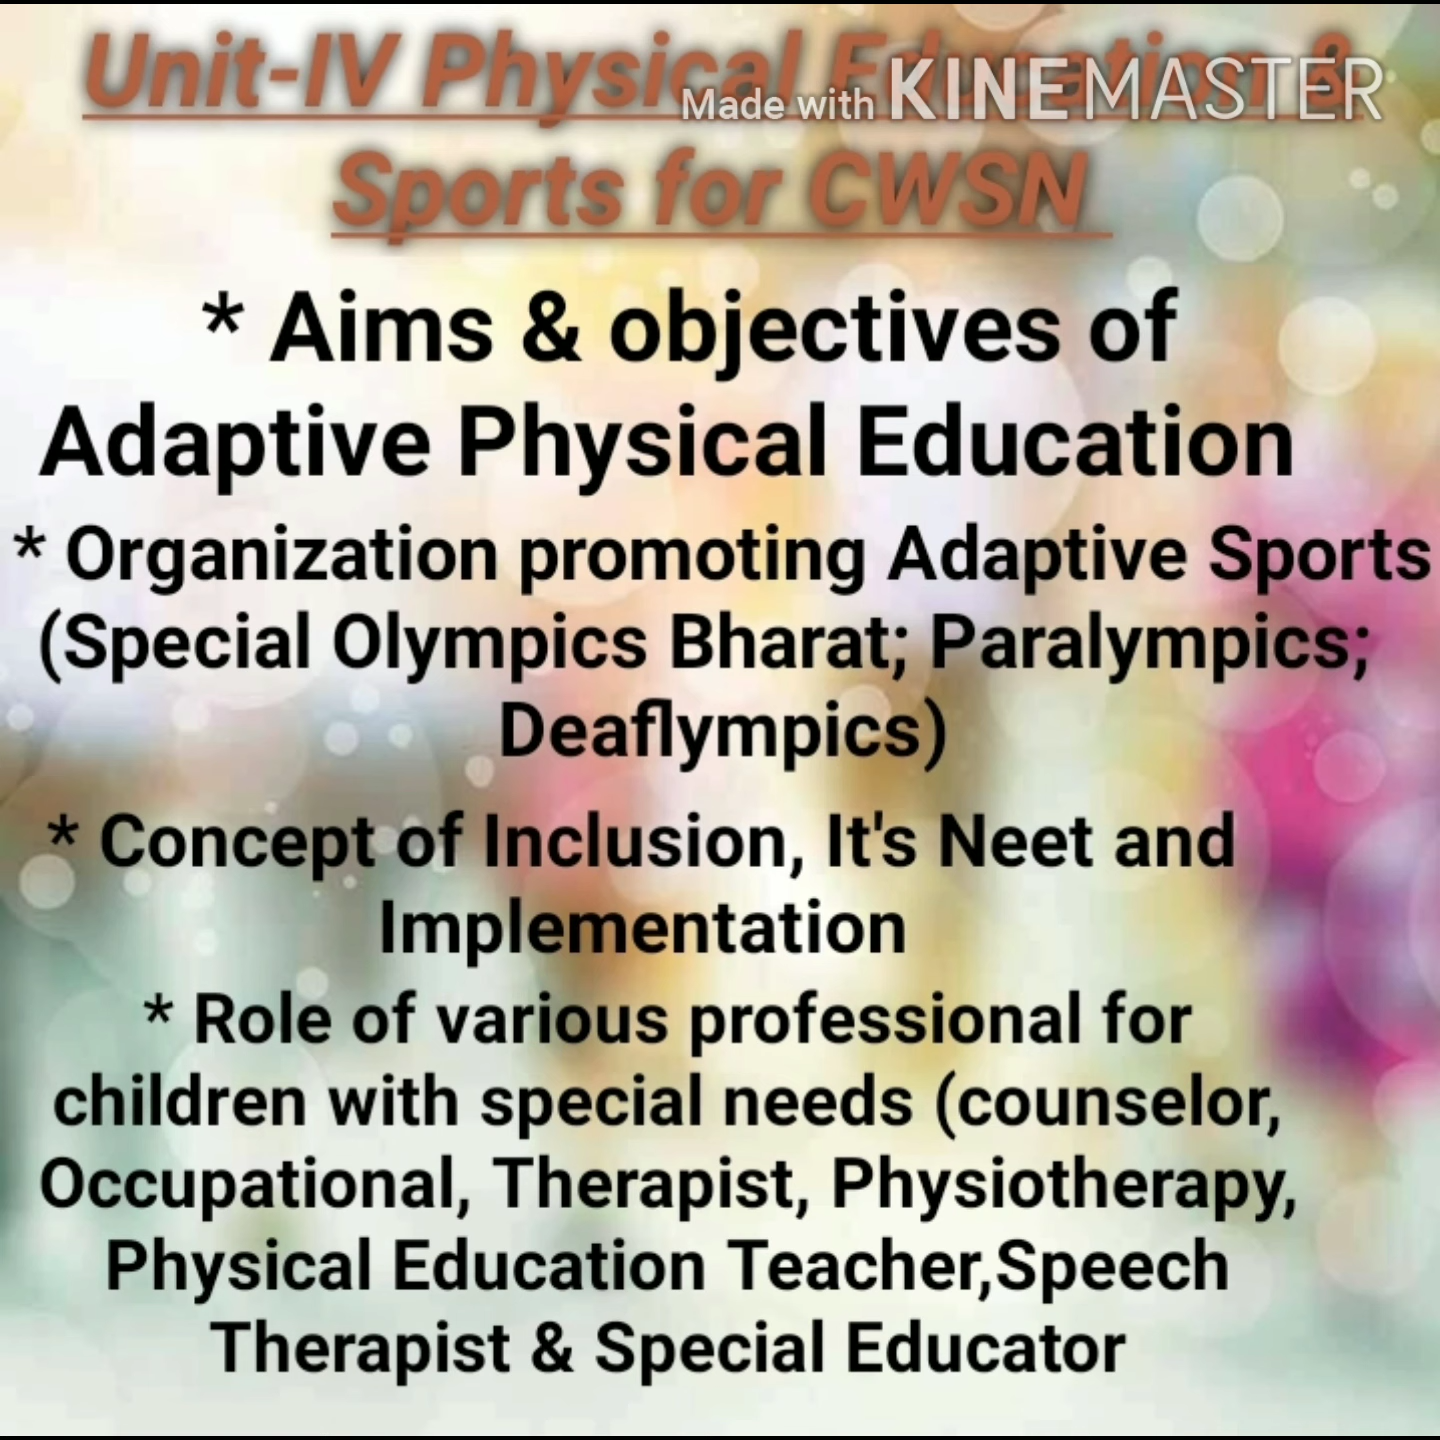 Unit-IV Physical Education &
Made with KINEMASTER
Sports for CWSN
* Aims & objectives of
Adaptive Physical Education
* Organization promoting Adaptive Sports
(Special Olympics Bharat; Paralympics;
Deaflympics)
* Concept of Inclusion, It's Neet and
Implementation
* Role of various professional for
children with special needs (counselor,
Occupational, Therapist, Physiotherapy,
Physical Education Teacher,Speech
Therapist & Special Educator